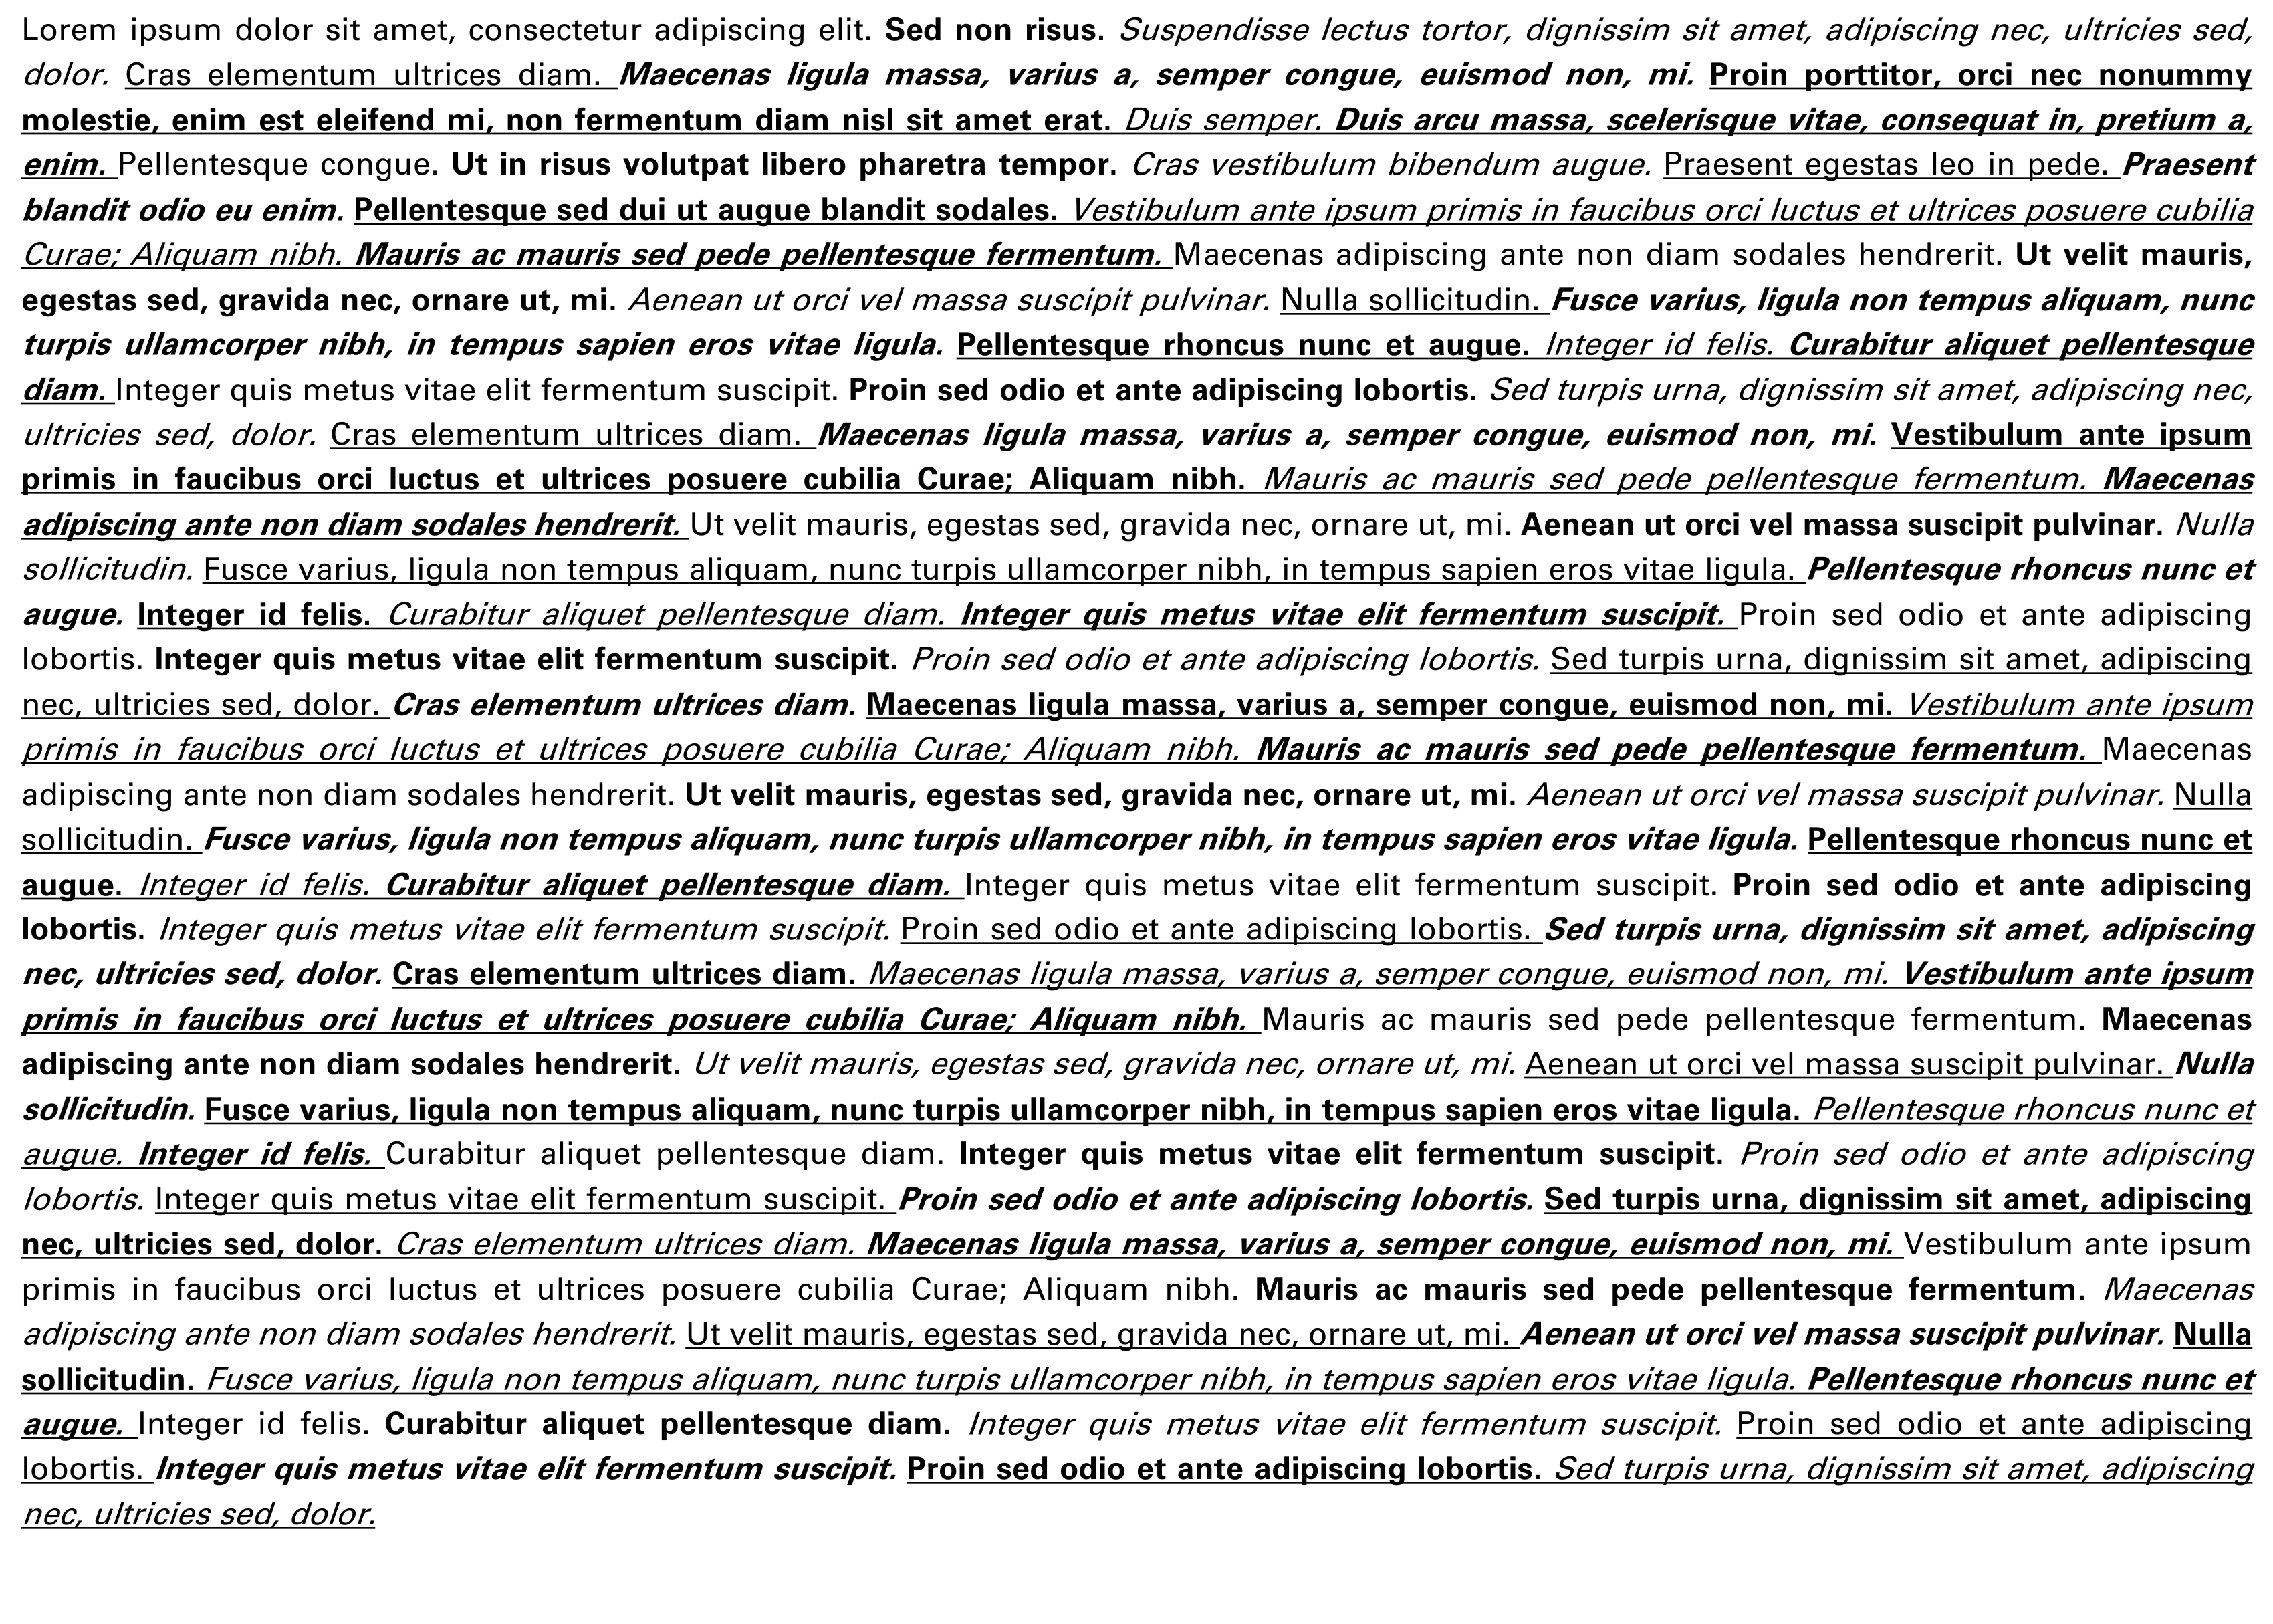 Lorem ipsum dolor sit amet, consectetur adipiscing elit. Sed non risus. Suspendisse lectus tortor, dignissim sit amet, adipiscing nec, ultricies sed,
dolor. Cras elementum ultrices diam. Maecenas ligula massa, varius a, semper congue, euismod non, mi. Proin porttitor, orci nec nonummy
molestie, enim est eleifend mi, non fermentum diam nisl sit amet erat. Duis semper. Duis arcu massa, scelerisque vitae, consequat in, pretium a,
enim. Pellentesque congue. Ut in risus volutpat libero pharetra tempor. Cras vestibulum bibendum augue. Praesent egestas leo in pede. Praesent
blandit odio eu enim. Pellentesque sed dui ut augue blandit sodales. Vestibulum ante ipsum primis in faucibus orci luctus et ultrices posuere cubilia
Curae; Aliquam nibh. Mauris ac mauris sed pede pellentesque fermentum. Maecenas adipiscing ante non diam sodales hendrerit. Ut velit mauris,
egestas sed, gravida nec, ornare ut, mi. Aenean ut orci vel massa suscipit pulvinar. Nulla sollicitudin. Fusce varius, ligula non tempus aliquam, nunc
turpis ullamcorper nibh, in tempus sapien eros vitae ligula. Pellentesque rhoncus nunc et augue. Integer id felis. Curabitur aliquet pellentesque
diam. Integer quis metus vitae elit fermentum suscipit. Proin sed odio et ante adipiscing lobortis. Sed turpis urna, dignissim sit amet, adipiscing nec,
ultricies sed, dolor. Cras elementum ultrices diam. Maecenas ligula massa, varius a, semper congue, euismod non, mi. Vestibulum ante ipsum
primis in faucibus orci luctus et ultrices posuere cubilia Curae; Aliquam nibh. Mauris ac mauris sed pede pellentesque fermentum. Maecenas
adipiscing ante non diam sodales hendrerit. Ut velit mauris, egestas sed, gravida nec, ornare ut, mi. Aenean ut orci vel massa suscipit pulvinar. Nulla
sollicitudin. Fusce varius, ligula non tempus aliquam, nunc turpis ullamcorper nibh, in tempus sapien eros vitae ligula. Pellentesque rhoncus nunc et
augue. Integer id felis. Curabitur aliquet pellentesque diam. Integer quis metus vitae elit fermentum suscipit. Proin sed odio et ante adipiscing
lobortis. Integer quis metus vitae elit fermentum suscipit. Proin sed odio et ante adipiscing lobortis. Sed turpis urna, dignissim sit amet, adipiscing
nec, ultricies sed, dolor. Cras elementum ultrices diam. Maecenas ligula massa, varius a, semper congue, euismod non, mi. Vestibulum ante ipsum
primis in faucibus orci luctus et ultrices posuere cubilia Curae; Aliquam nibh. Mauris ac mauris sed pede pellentesque fermentum. Maecenas
adipiscing ante non diam sodales hendrerit. Ut velit mauris, egestas sed, gravida nec, ornare ut, mi. Aenean ut orci vel massa suscipit pulvinar. Nulla
sollicitudin. Fusce varius, ligula non tempus aliquam, nunc turpis ullamcorper nibh, in tempus sapien eros vitae ligula. Pellentesque rhoncus nunc et
augue. Integer id felis. Curabitur aliquet pellentesque diam. Integer quis metus vitae elit fermentum suscipit. Proin sed odio et ante adipiscing
lobortis. Integer quis metus vitae elit fermentum suscipit. Proin sed odio et ante adipiscing lobortis. Sed turpis urna, dignissim sit amet, adipiscing
nec, ultricies sed, dolor. Cras elementum ultrices diam. Maecenas ligula massa, varius a, semper congue, euismod non, mi. Vestibulum ante ipsum
primis in faucibus orci luctus et ultrices posuere cubilia Curae; Aliquam nibh. Mauris ac mauris sed pede pellentesque fermentum. Maecenas
adipiscing ante non diam sodales hendrerit. Ut velit mauris, egestas sed, gravida nec, ornare ut, mi. Aenean ut orci vel massa suscipit pulvinar. Nulla
sollicitudin. Fusce varius, ligula non tempus aliquam, nunc turpis ullamcorper nibh, in tempus sapien eros vitae ligula. Pellentesque rhoncus nunc et
augue. Integer id felis. Curabitur aliquet pellentesque diam. Integer quis metus vitae elit fermentum suscipit. Proin sed odio et ante adipiscing
lobortis. Integer quis metus vitae elit fermentum suscipit. Proin sed odio et ante adipiscing lobortis. Sed turpis urna, dignissim sit amet, adipiscing
nec, ultricies sed, dolor. Cras elementum ultrices diam. Maecenas ligula massa, varius a, semper congue, euismod non, mi. Vestibulum ante ipsum
primis in faucibus orci luctus et ultrices posuere cubilia Curae; Aliquam nibh. Mauris ac mauris sed pede pellentesque fermentum. Maecenas
adipiscing ante non diam sodales hendrerit. Ut velit mauris, egestas sed, gravida nec, ornare ut, mi. Aenean ut orci vel massa suscipit pulvinar. Nulla
sollicitudin. Fusce varius, ligula non tempus aliquam, nunc turpis ullamcorper nibh, in tempus sapien eros vitae ligula. Pellentesque rhoncus nunc et
augue. Integer id felis. Curabitur aliquet pellentesque diam. Integer quis metus vitae elit fermentum suscipit. Proin sed odio et ante adipiscing
lobortis. Integer quis metus vitae elit fermentum suscipit. Proin sed odio et ante adipiscing lobortis. Sed turpis urna, dignissim sit amet, adipiscing
nec, ultricies sed, dolor.